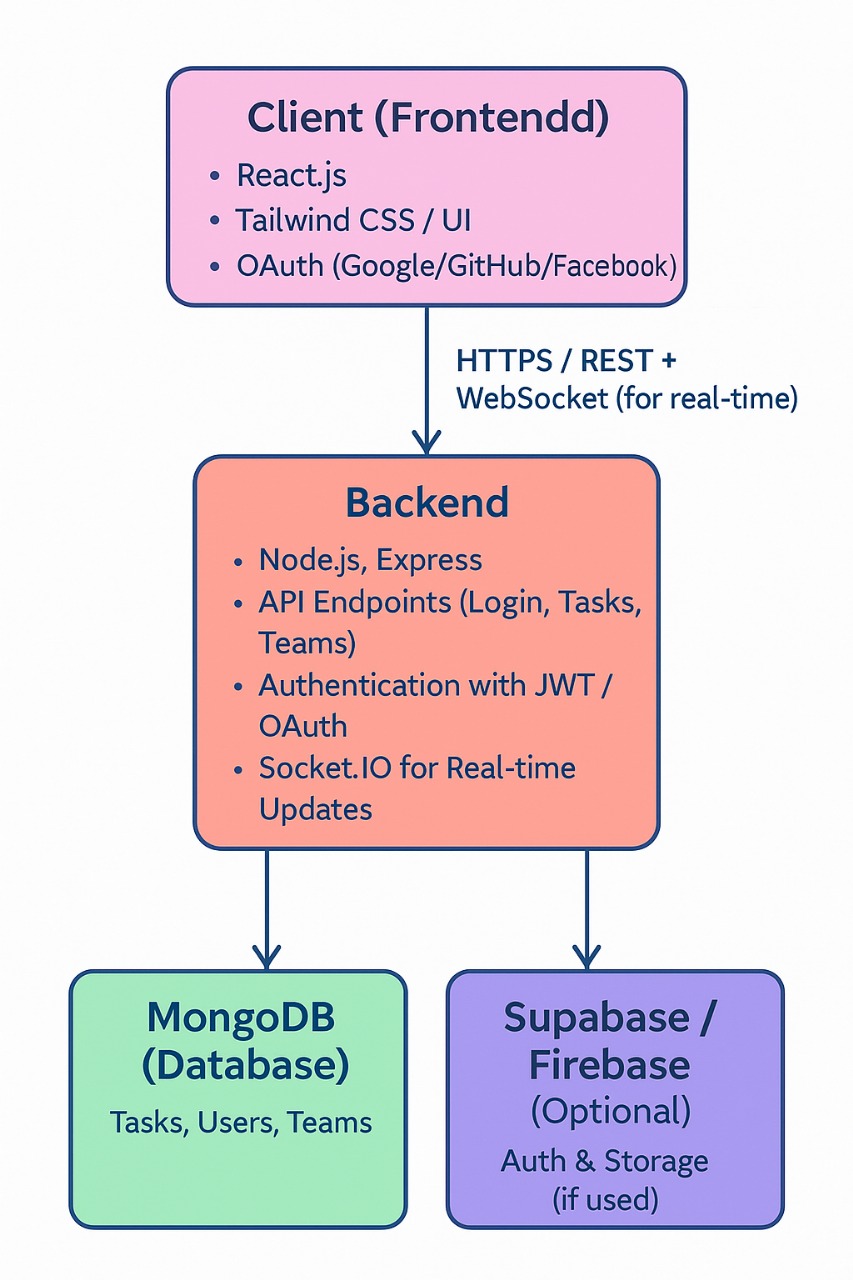 Client (Frontendd)
• React.js
• Tailwind CSS / UI
• OAuth (Google/GitHub/Facebook)
HTTPS / REST +
WebSocket (for real-time)
Backend
• Node.js, Express
• API Endpoints (Login, Tasks,
Teams)
• Authentication with JWT /
OAuth
• Socket.IO for Real-time
Updates
MongoDB
(Database)
Tasks, Users, Teams
Supabase /
Firebase
(Optional)
Auth & Storage
(if used)